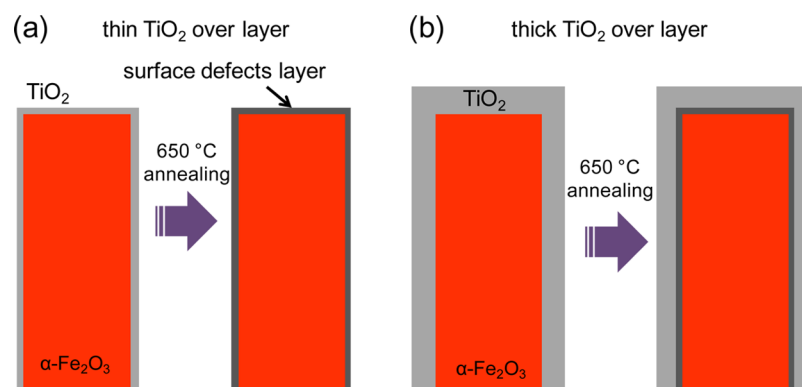 (a) thin TiO₂ over layer
surface defects layer
TiO₂
650 °C
annealing
α-Fe₂O₃
(b) thick TiO₂ over layer
TiO₂
650 °C
annealing
α-Fe₂O₃